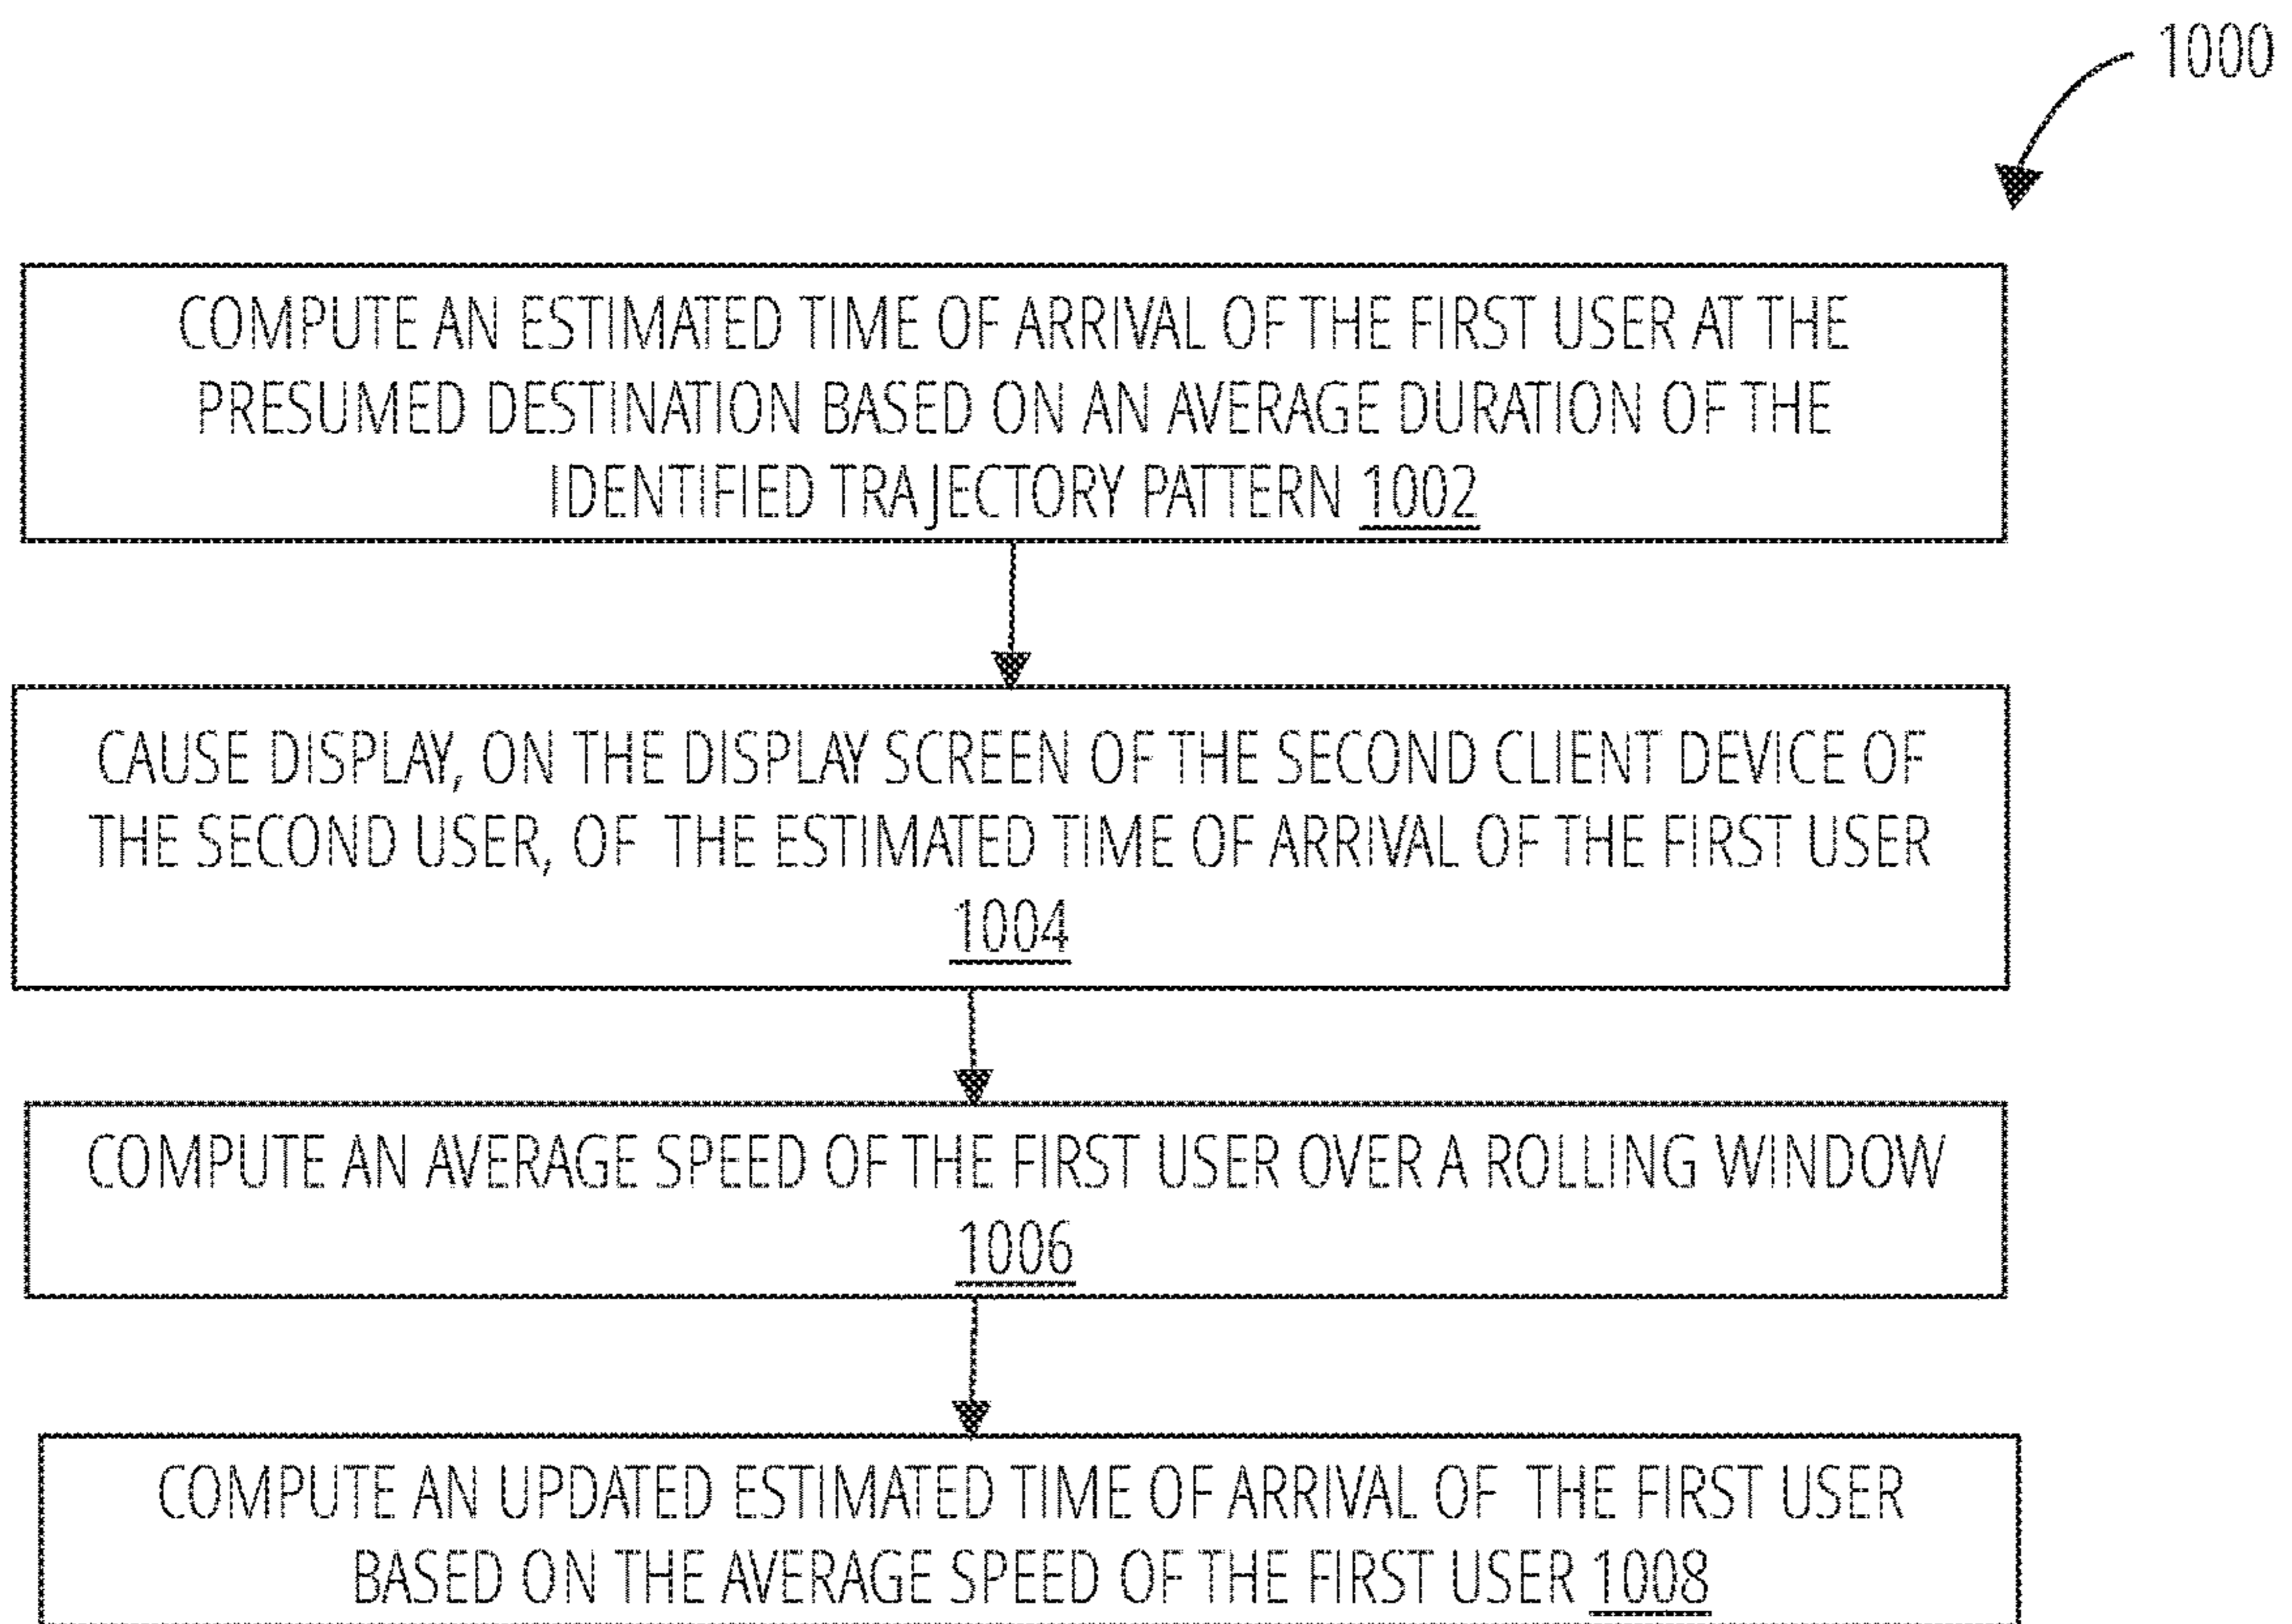 1000
COMPUTE AN ESTIMATED TIME OF ARRIVAL OF THE FIRST USER AT THE
PRESUMED DESTINATION BASED ON AN AVERAGE DURATION OF THE
IDENTIFIED TRAJECTORY PATTERN 1002
CAUSE DISPLAY, ON THE DISPLAY SCREEN OF THE SECOND CLIENT DEVICE OF
THE SECOND USER, OF THE ESTIMATED TIME OF ARRIVAL OF THE FIRST USER
1004
COMPUTE AN AVERAGE SPEED OF THE FIRST USER OVER A ROLLING WINDOW
1006
COMPUTE AN UPDATED ESTIMATED TIME OF ARRIVAL OF THE FIRST USER
BASED ON THE AVERAGE SPEED OF THE FIRST USER 1008